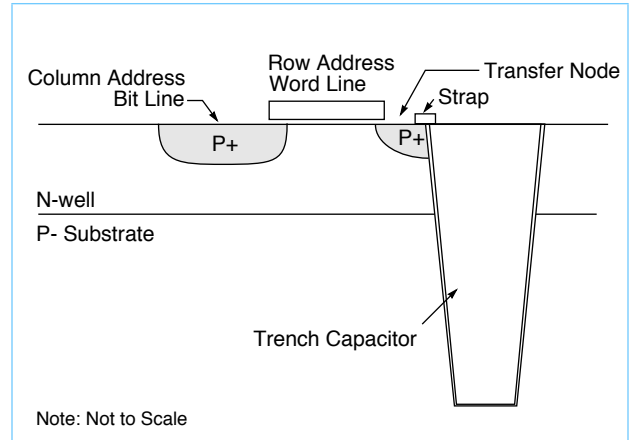 Row Address
Word Line
Transfer Node
Column Address
Bit Line
Strap
P+
P+
N-well
P- Substrate
Trench Capacitor
Note: Not to Scale